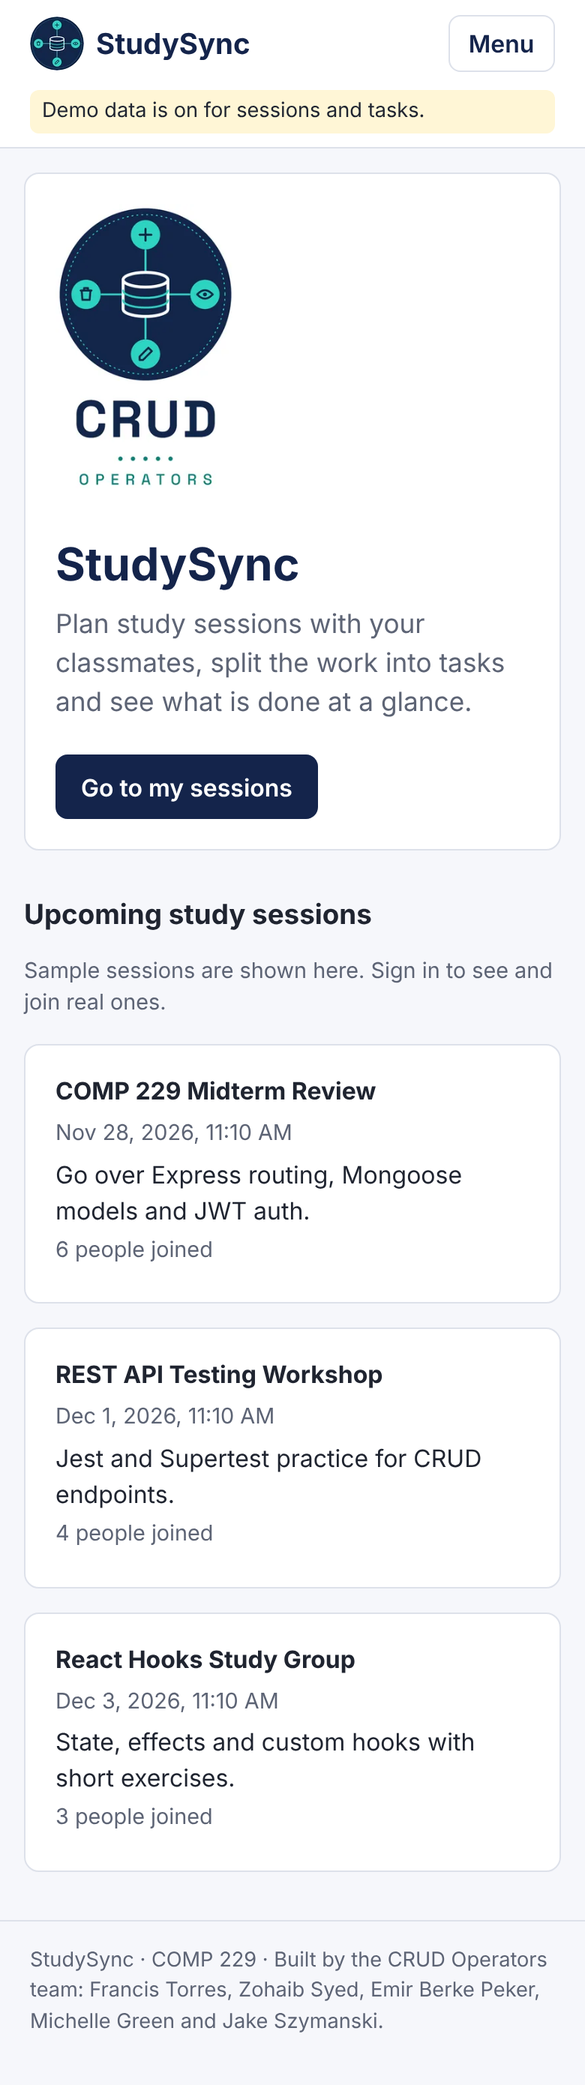 StudySync
Menu
Demo data is on for sessions and tasks.
CRUD
OPERATORS
StudySync
Plan study sessions with your
classmates, split the work into tasks
and see what is done at a glance.
Go to my sessions
Upcoming study sessions
Sample sessions are shown here. Sign in to see and
join real ones.
COMP 229 Midterm Review
Nov 28, 2026, 11:10 AM
Go over Express routing, Mongoose
models and JWT auth.
6 people joined
REST API Testing Workshop
Dec 1, 2026, 11:10 AM
Jest and Supertest practice for CRUD
endpoints.
4 people joined
React Hooks Study Group
Dec 3, 2026, 11:10 AM
State, effects and custom hooks with
short exercises.
3 people joined
StudySync · COMP 229 · Built by the CRUD Operators
team: Francis Torres, Zohaib Syed, Emir Berke Peker,
Michelle Green and Jake Szymanski.